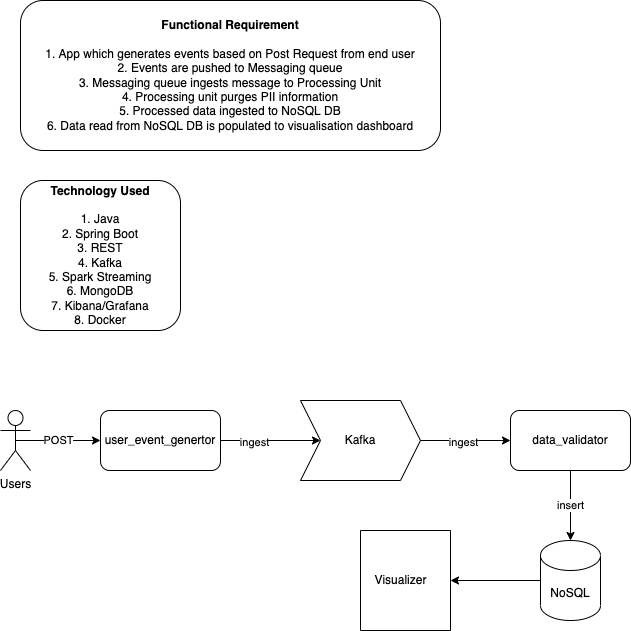 Functional Requirement
1. App which generates events based on Post Request from end user
2. Events are pushed to Messaging queue
3. Messaging queue ingests message to Processing Unit
4. Processing unit purges PII information
5. Processed data ingested to NoSQL DB
6. Data read from NoSQL DB is populated to visualisation dashboard
Technology Used
1. Java
2. Spring Boot
3. REST
4. Kafka
5. Spark Streaming
6. MongoDB
7. Kibana/Grafana
8. Docker
Users
POST
user_event_genertor
ingest
Kafka
ingest
data_validator
insert
NoSQL
Visualizer